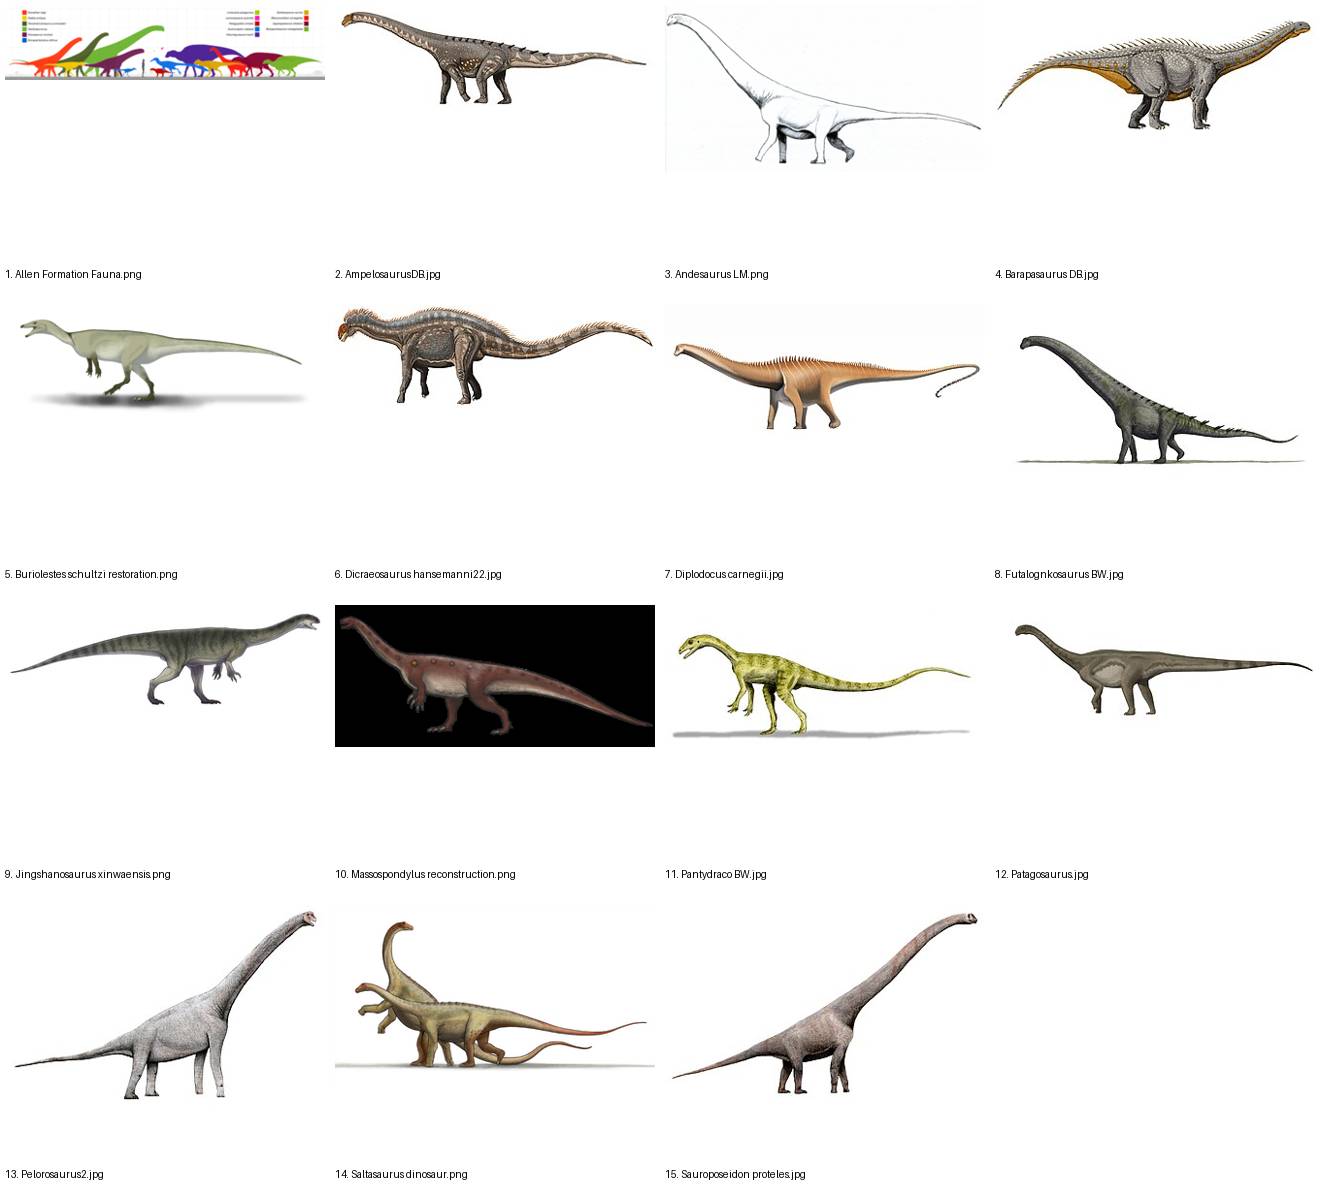 1. Allen Formation Fauna.png
2. AmpelosaurusDB.jpg
3. Andesaurus LM.png
4. Barapasaurus DB.jpg
5. Buriolestes schultzi restoration.png
6. Dicraeosaurus hansemanni22.jpg
7. Diplodocus carnegii.jpg
8. Futalognkosaurus BW.jpg
9. Jingshanosaurus xinwaensis.png
10. Massospondylus reconstruction.png
11. Pantydraco BW.jpg
12. Patagosaurus.jpg
13. Pelorosaurus2.jpg
14. Saltasaurus dinosaur.png
15. Sauroposeidon proteles.jpg